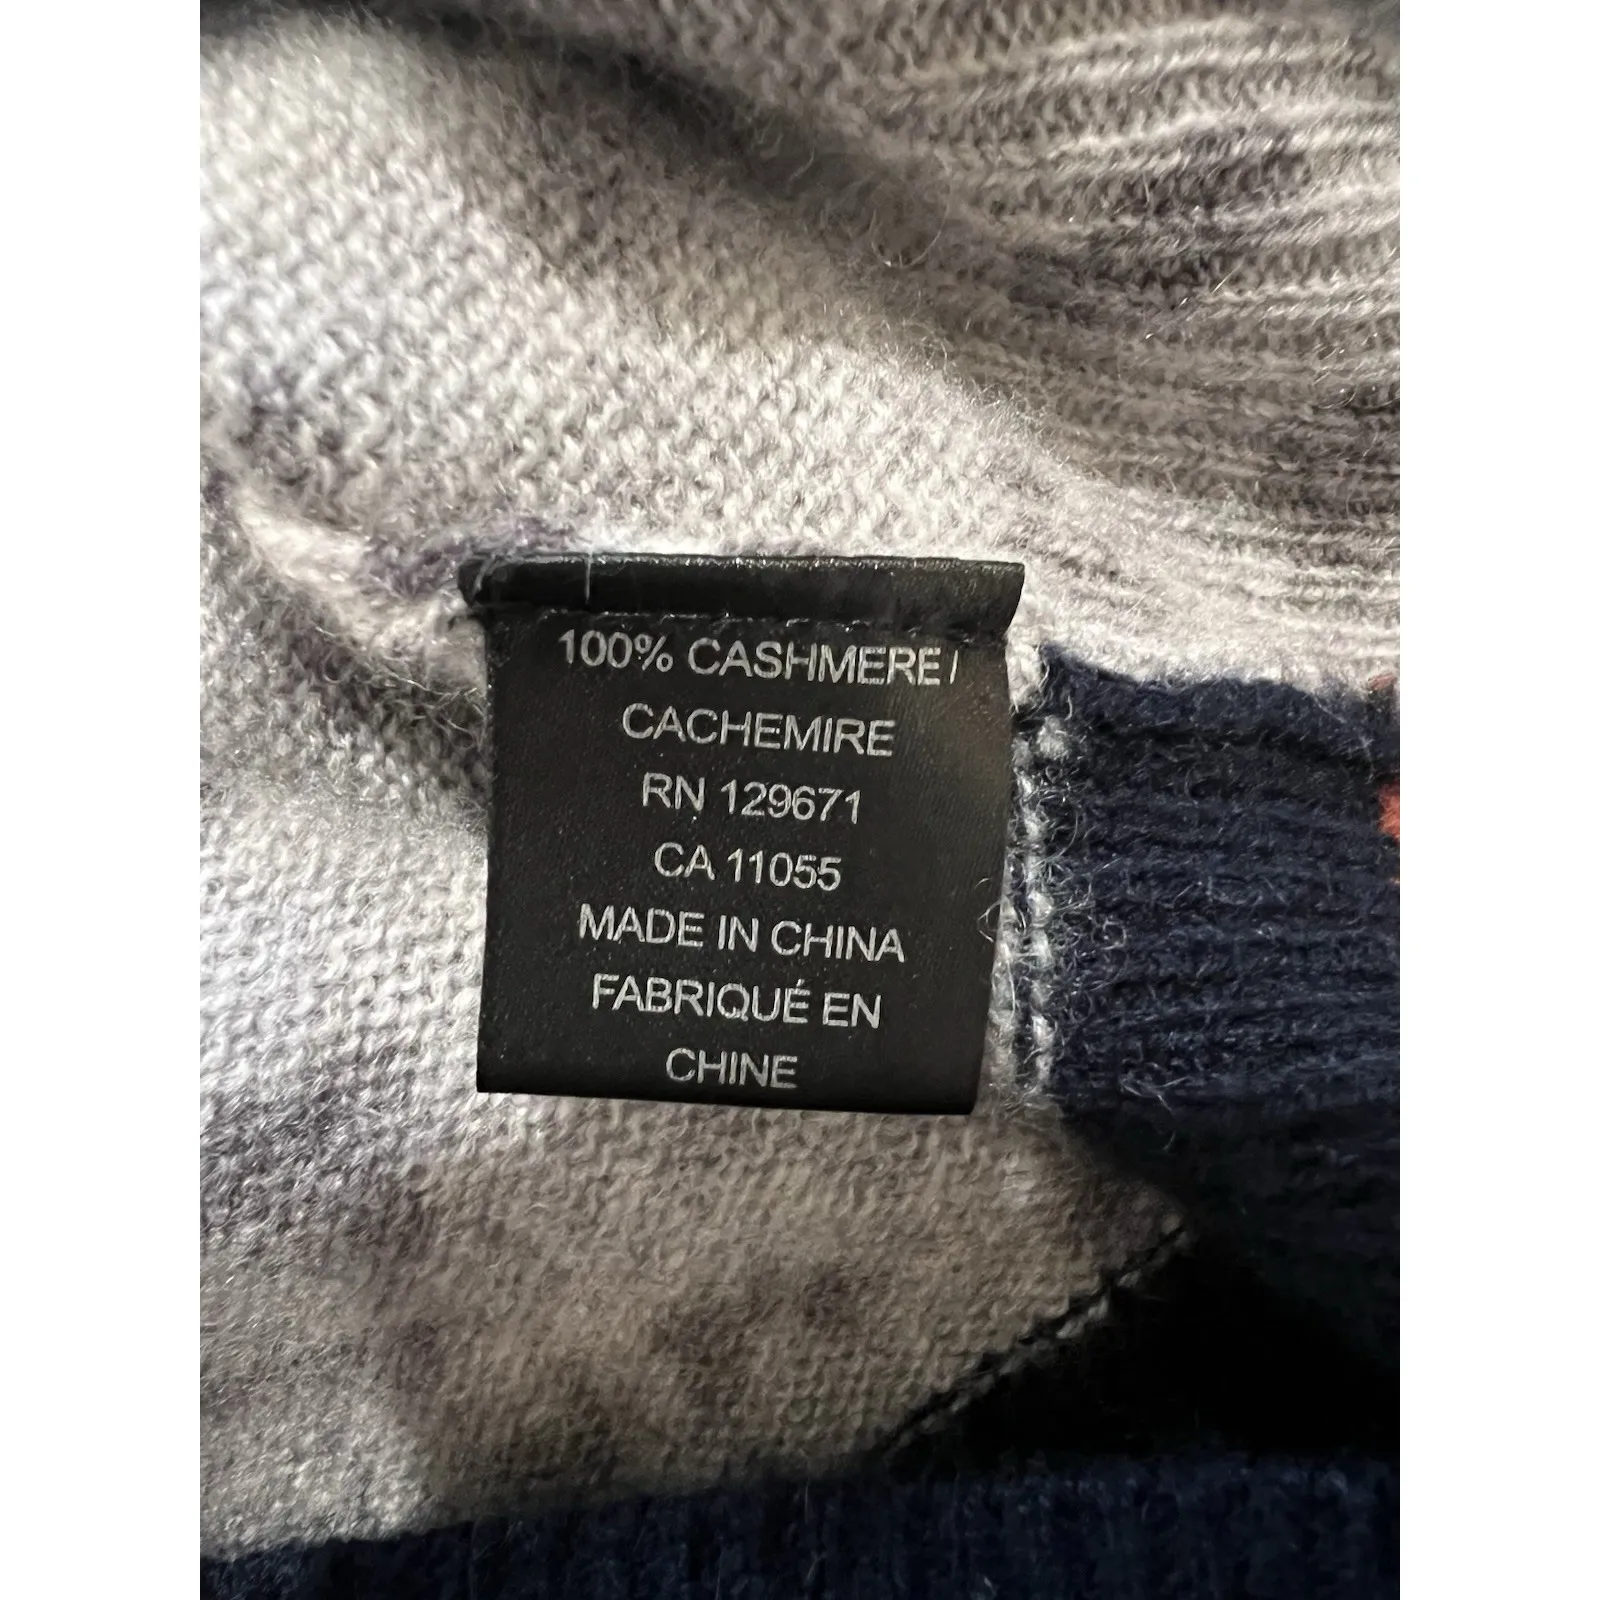 100% CASHMERE/
CACHEMIRE
RN 129671
CA 11055
MADE IN CHINA
FABRIQUÉ EN
CHINE